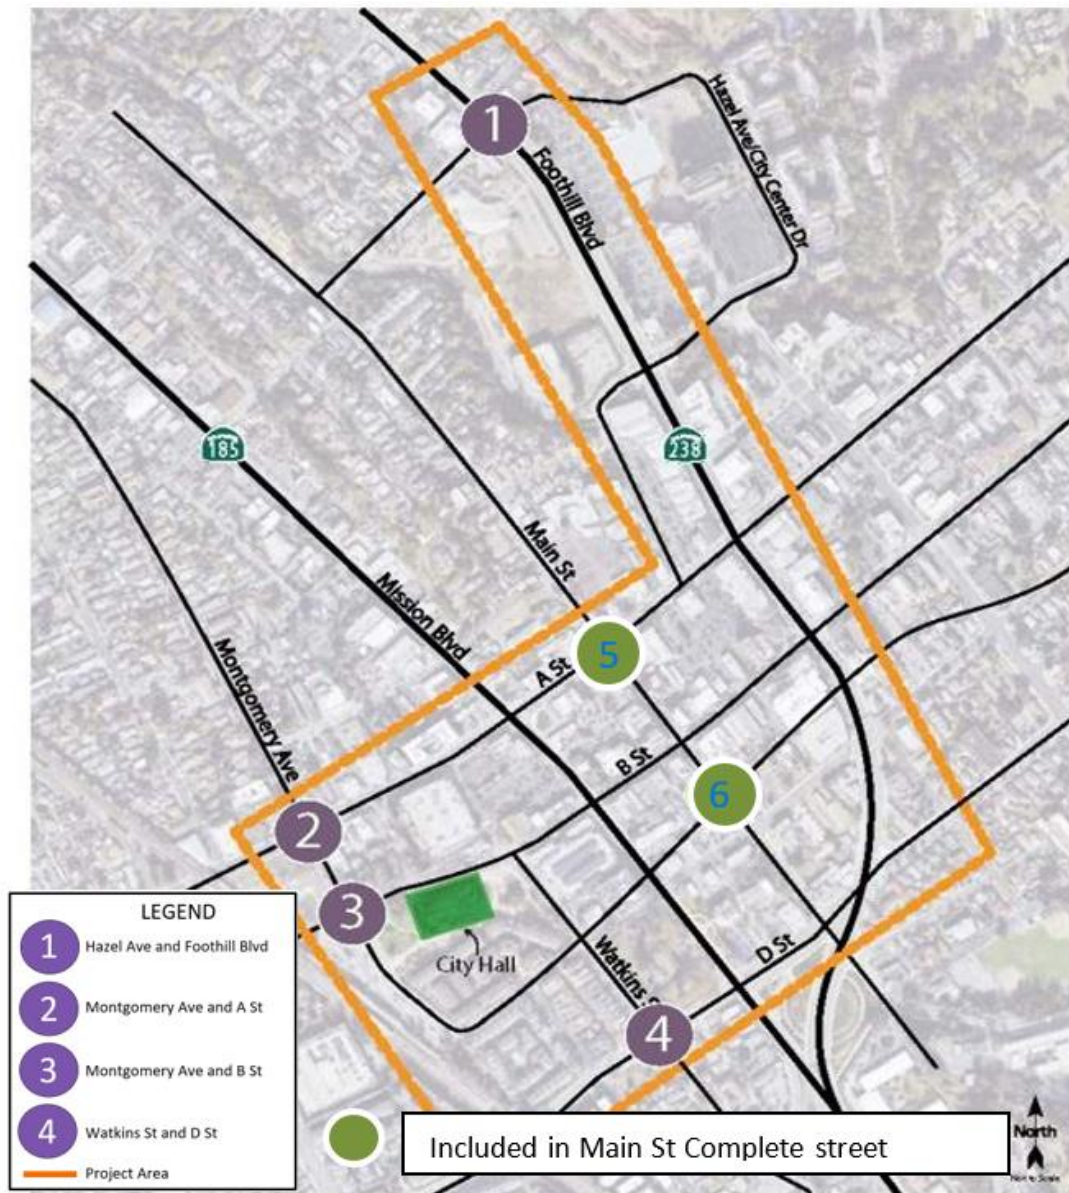 1
Hazel Ave/City Center Dr
Foothill Blvd
185
238
Main St
Mission Blvd
Montgomery Ave
5
A St
B St
6
2
3
City Hall
Watkins S
D St
4
LEGEND
1 Hazel Ave and Foothill Blvd
2 Montgomery Ave and A St
3 Montgomery Ave and B St
4 Watkins St and D St
Project Area
Included in Main St Complete street
North
Not to Scale